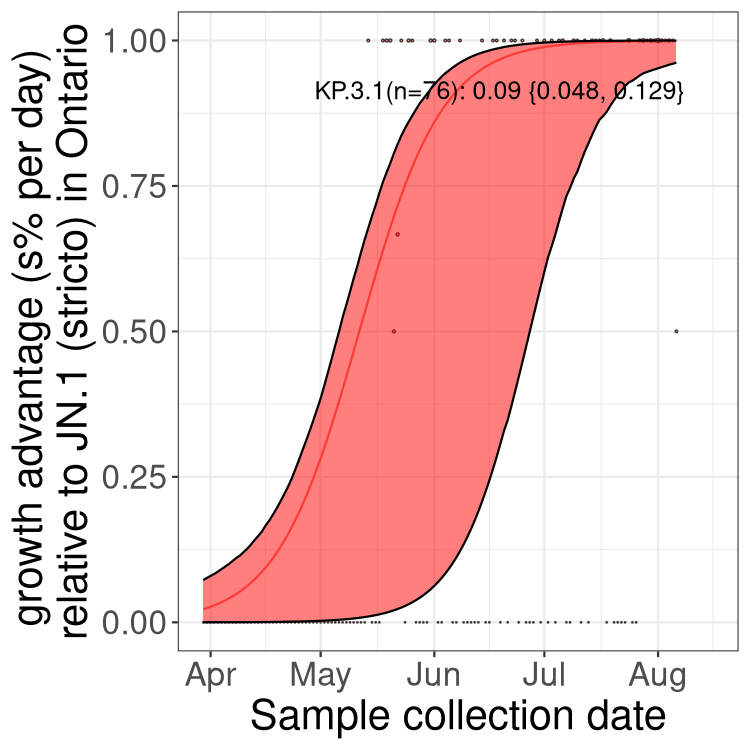 growth advantage (s% per day)
relative to JN.1 (stricto) in Ontario
1.00
0.75
0.50
0.25
0.00
KP.3.1(n=76): 0.09 {0.048, 0.129}
Apr May Jun Jul Aug
Sample collection date